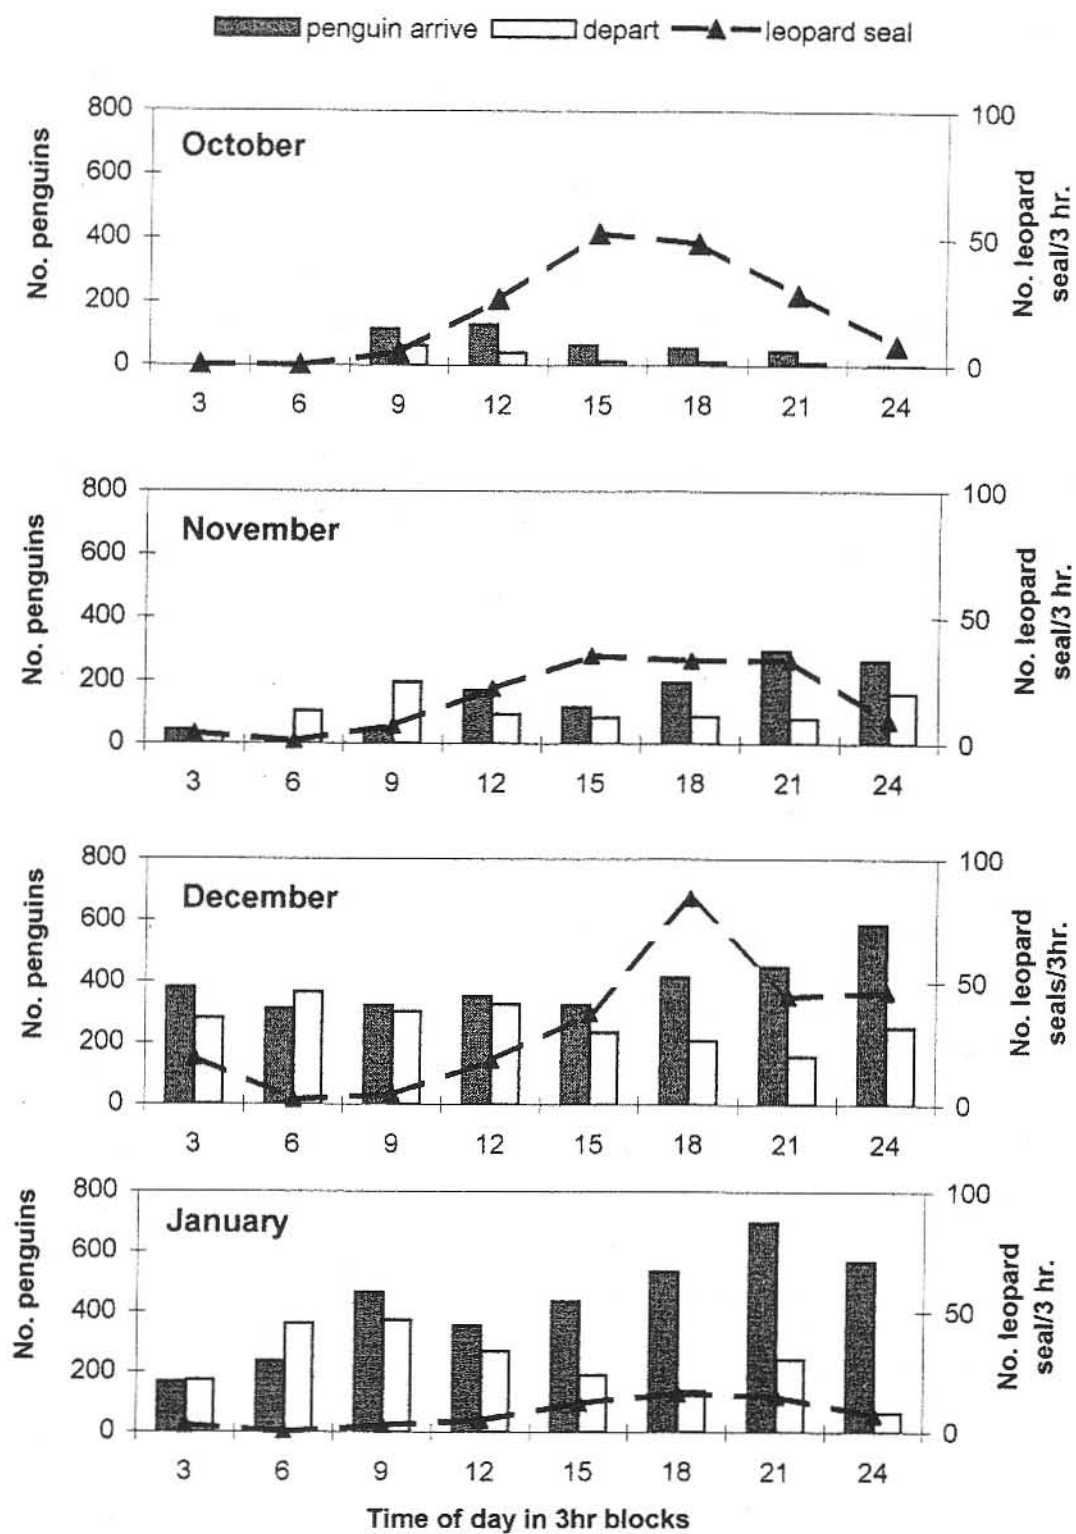 penguin arrive depart leopard seal
October
No. penguins
800
600
400
200
0
100
50
0
No. leopard
seal/3 hr.
3 6 9 12 15 18 21 24
November
No. penguins
800
600
400
200
0
100
50
0
No. leopard
seal/3 hr.
3 6 9 12 15 18 21 24
December
No. penguins
800
600
400
200
0
100
50
0
No. leopard
seals/3hr.
3 6 9 12 15 18 21 24
January
No. penguins
800
600
400
200
0
100
50
0
No. leopard
seal/3 hr.
3 6 9 12 15 18 21 24
Time of day in 3hr blocks